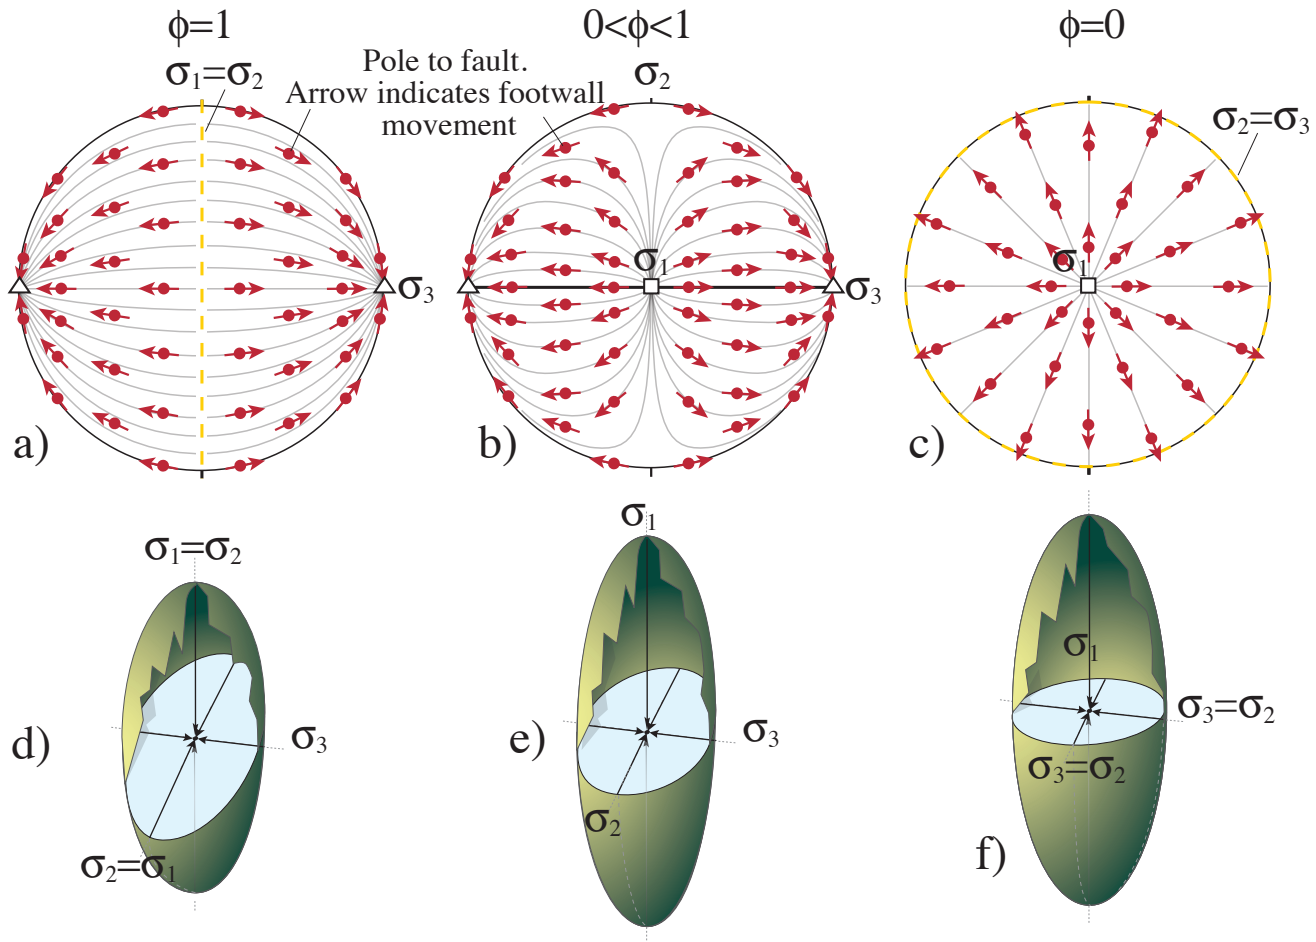 ϕ=1
0<ϕ<1
ϕ=0
σ1=σ2
Pole to fault.
Arrow indicates footwall
movement
σ2
σ2=σ3
σ1
σ3
σ1
σ3
a)
b)
c)
σ1=σ2
σ1
σ1
d)
σ3
e)
σ3
σ3=σ2
σ3=σ2
σ2=σ1
σ2
f)